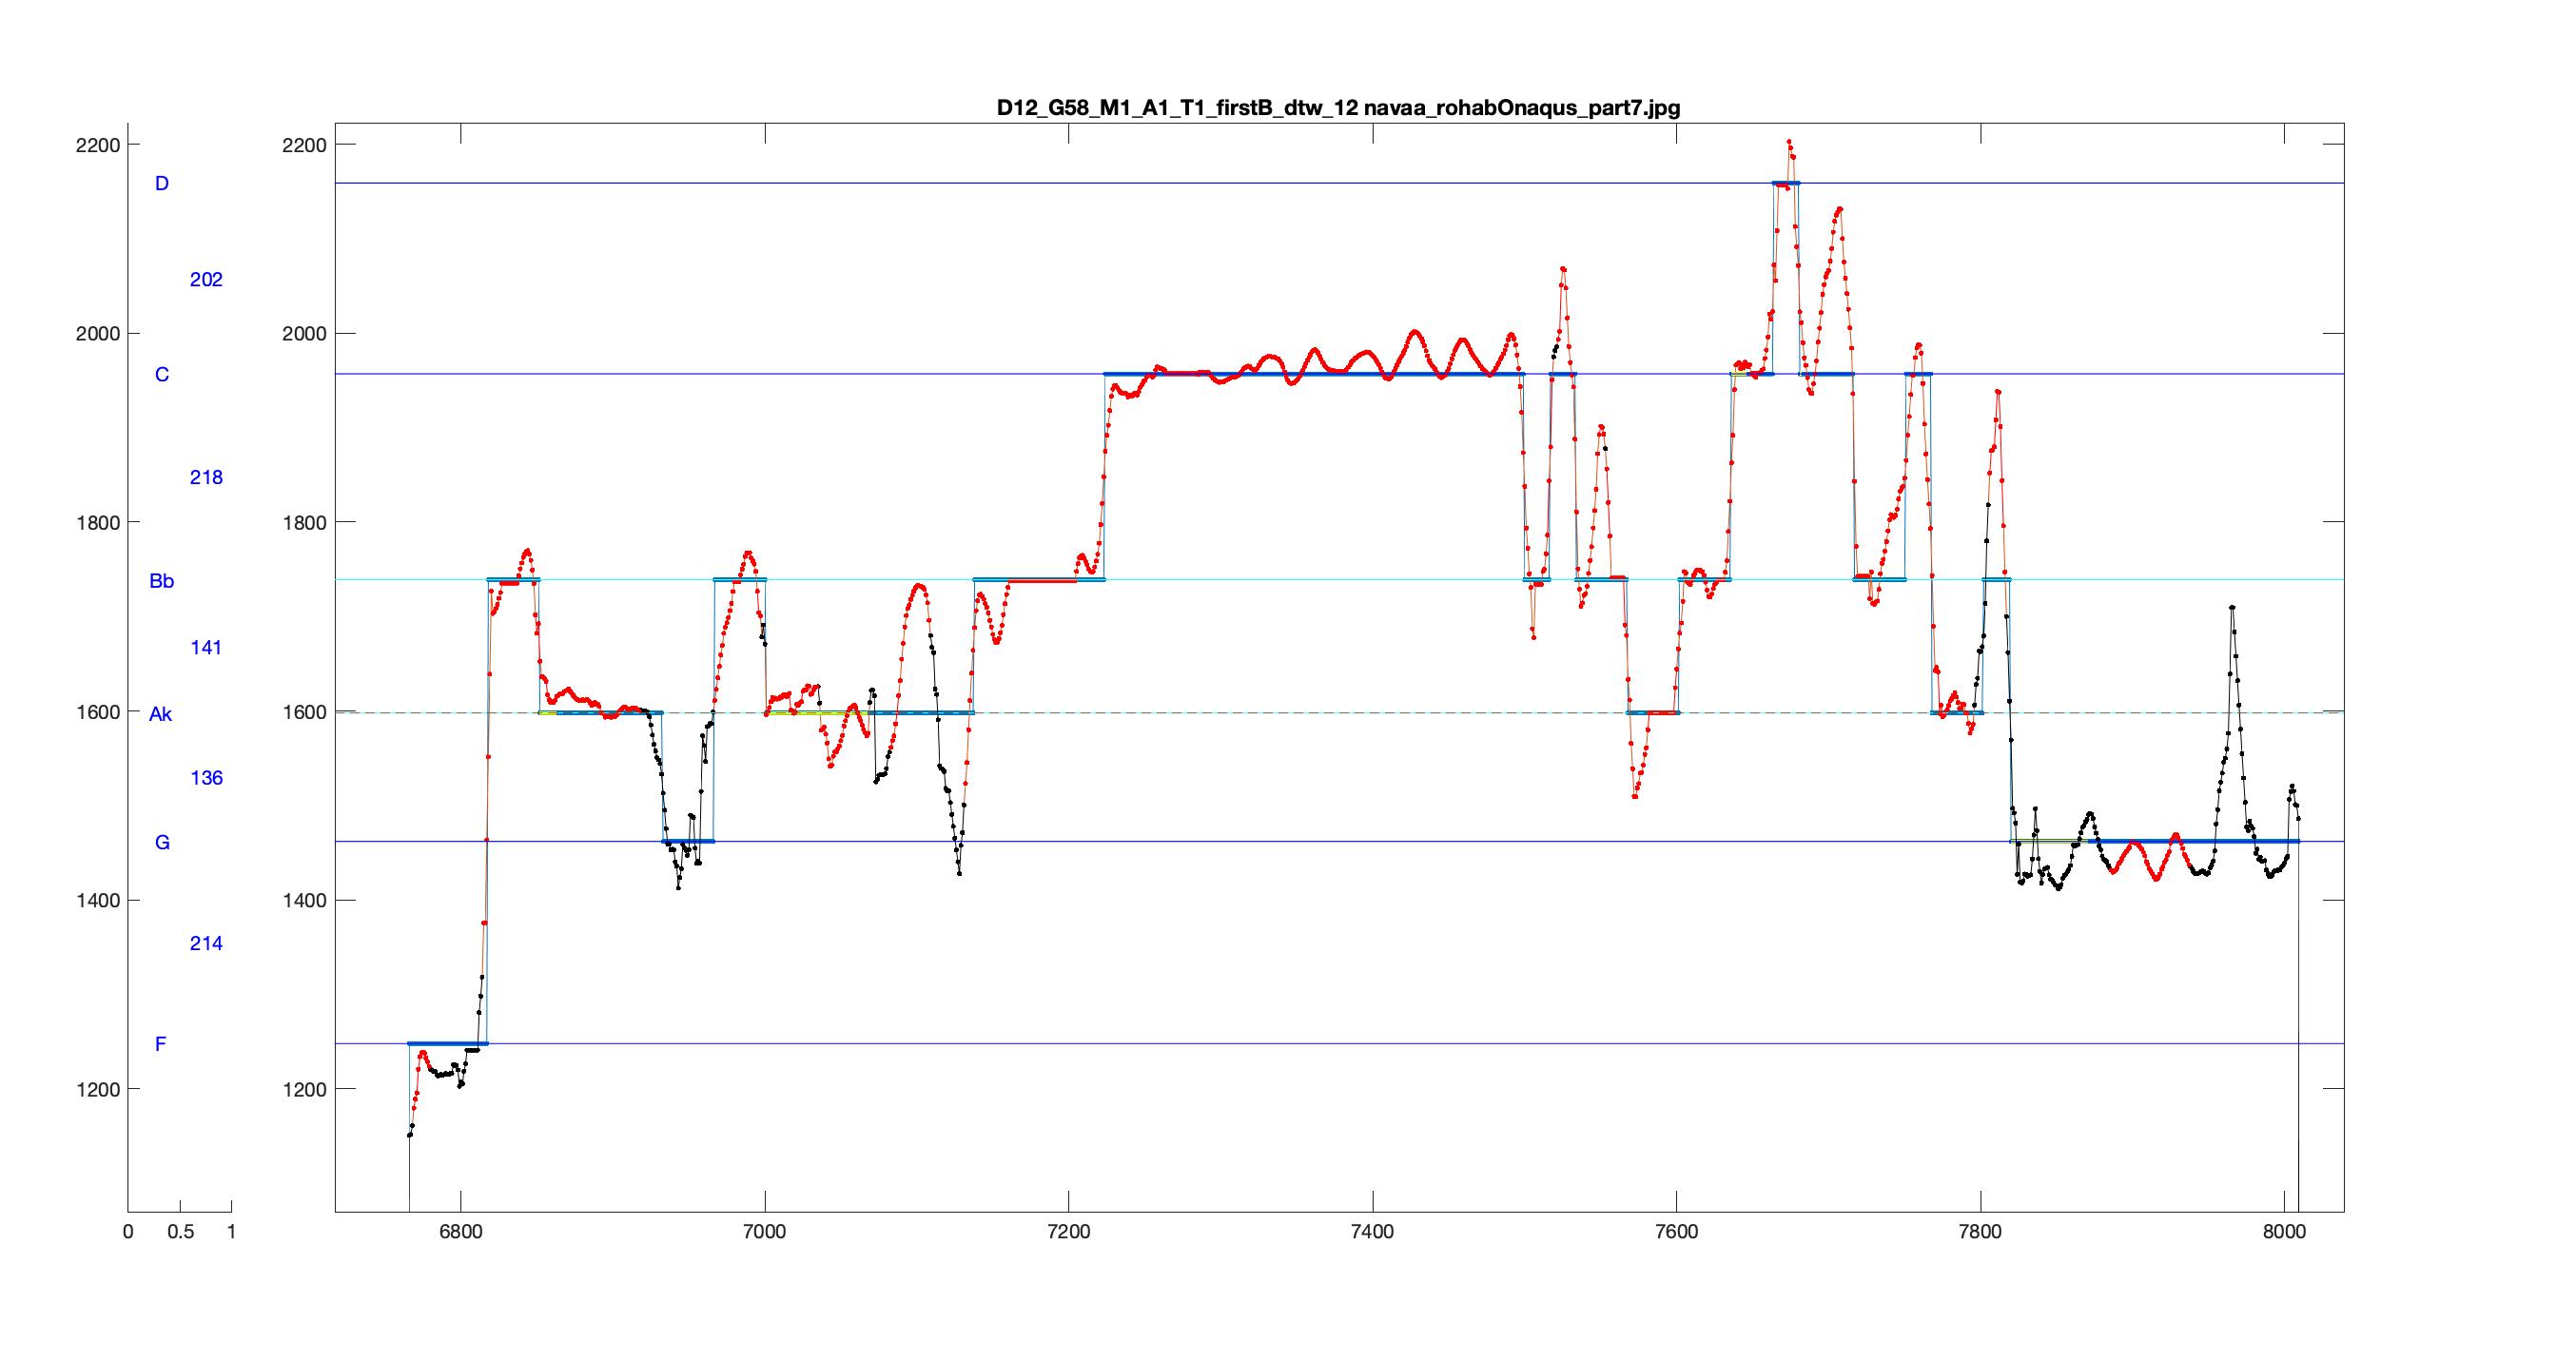 D12_G58_M1_A1_T1_firstB_dtw_12 navaa_rohabOnaqus_part7.jpg
2200 2200
D
202
2000 2000
C
218
1800 1800
Bb
141
1600 Ak 1600
136
G
1400 1400
214
F
1200 1200
0 0.5 1 6800 7000 7200 7400 7600 7800 8000